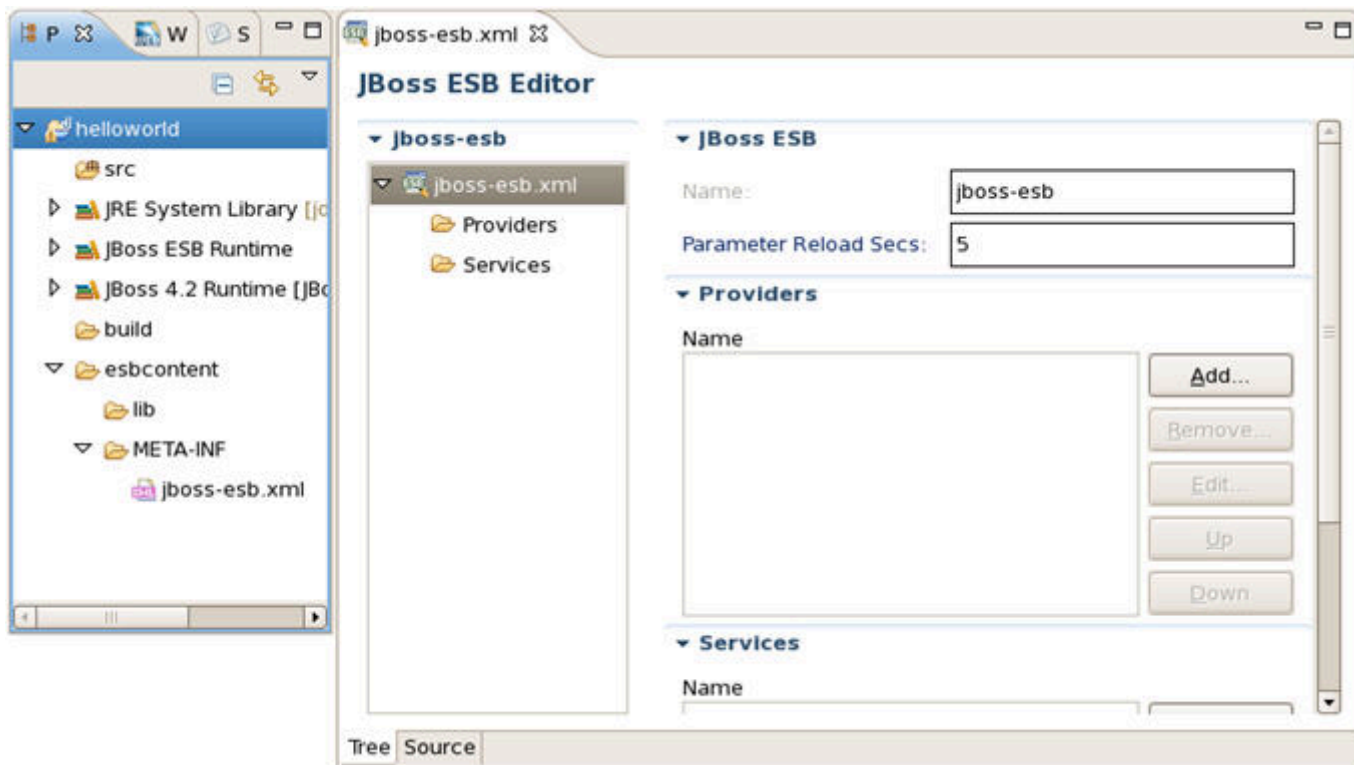 P W S
helloworld
src
JRE System Library [
JBoss ESB Runtime
JBoss 4.2 Runtime [JBo
build
esbcontent
lib
META-INF
jboss-esb.xml
jboss-esb.xml
JBoss ESB Editor
jboss-esb
jboss-esb.xml
Providers
Services
JBoss ESB
Name: jboss-esb
Parameter Reload Secs: 5
Providers
Name
Add...
Remove...
Edit...
Up
Down
Services
Name
Tree Source